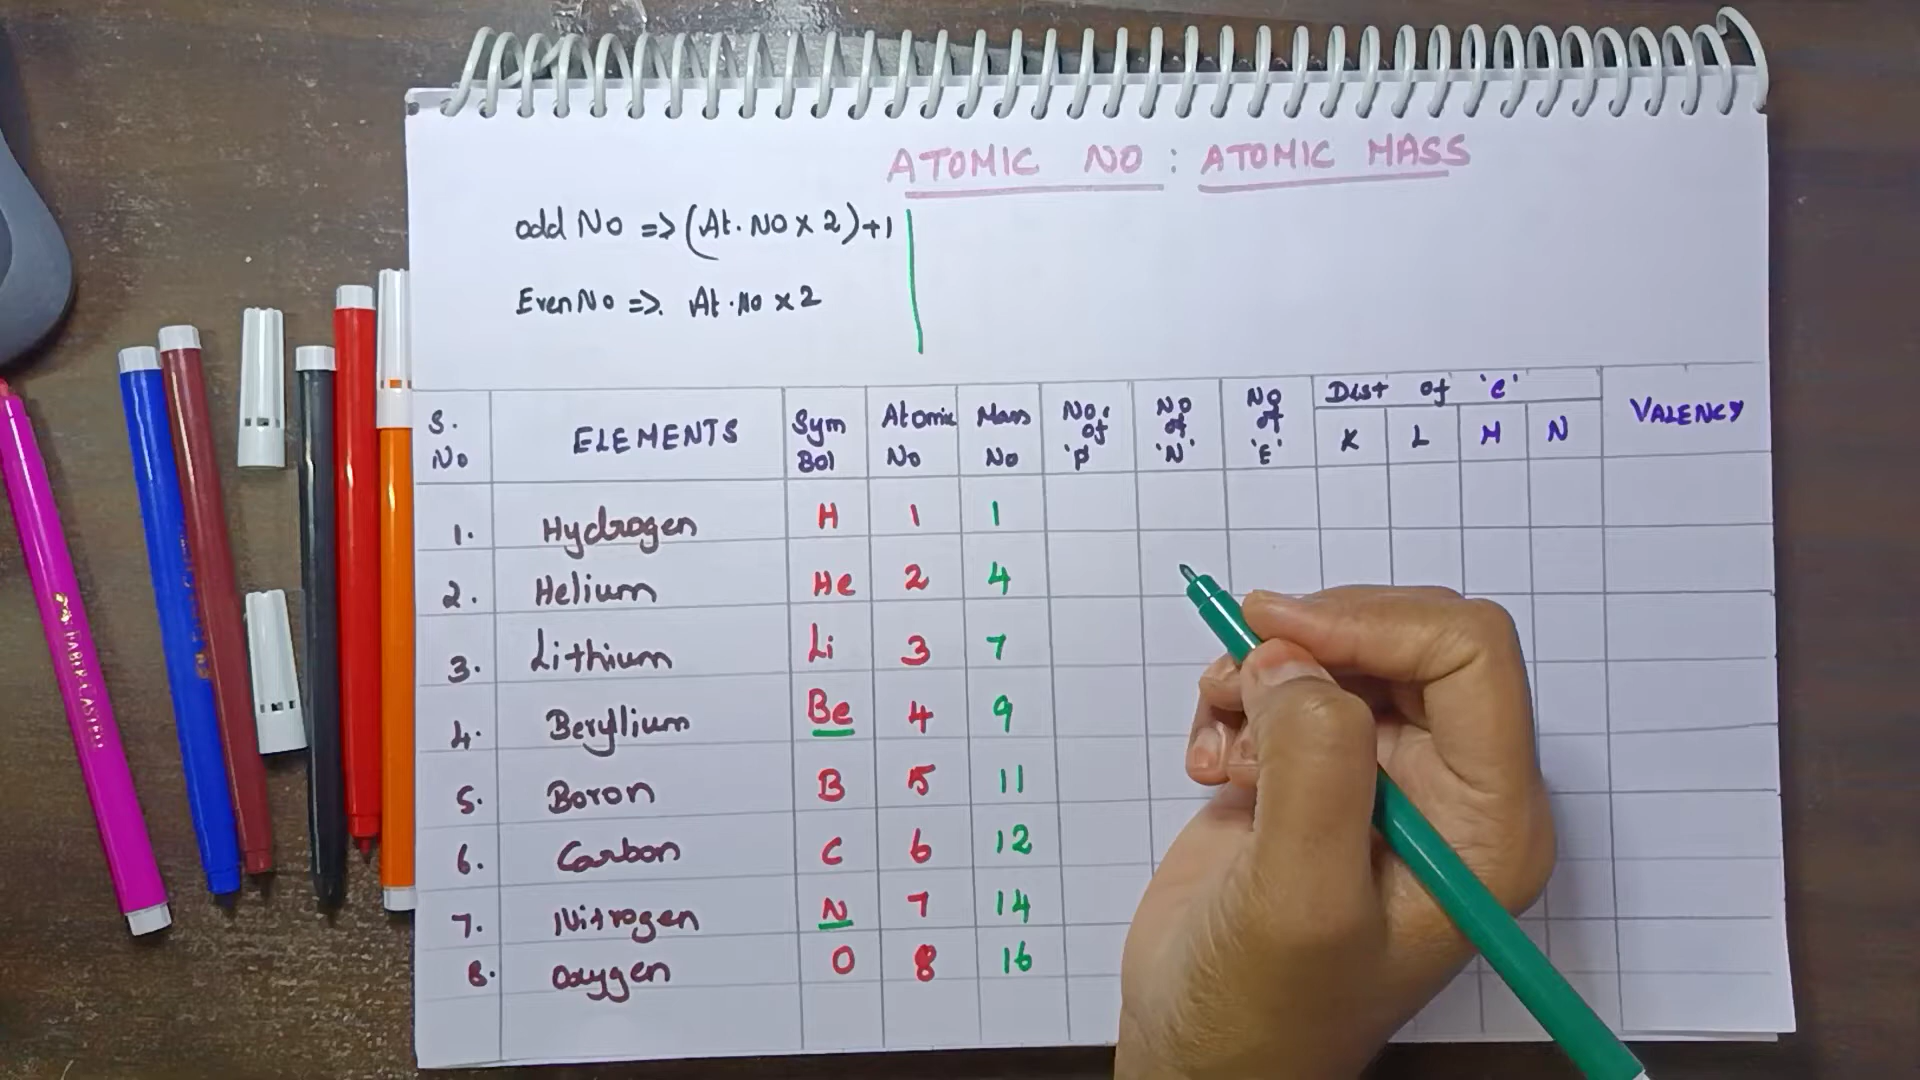 ATOMIC NO : ATOMIC MASS
odd No => (At. No x 2)+1
Even No => At. No x 2
S. No ELEMENTS Sym Bol Atomic No Mass No No. of 'P' No of 'N' No of 'E' Dist of 'e' K L M N VALENCY
1. Hydrogen H 1 1
2. Helium He 2 4
3. Lithium Li 3 7
4. Beryllium Be 4 9
5. Boron B 5 11
6. Carbon C 6 12
7. Nitrogen N 7 14
8. Oxygen O 8 16
FABER-CASTELL